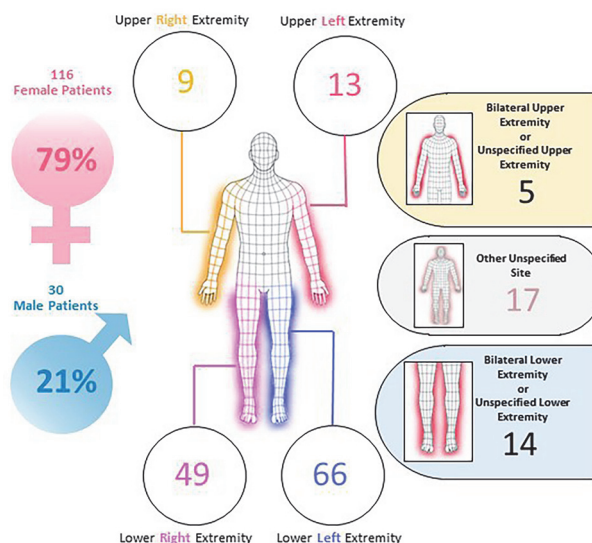 Upper Right Extremity
Upper Left Extremity
9
13
116
Female Patients
79%
30
Male Patients
21%
Bilateral Upper
Extremity
or
Unspecified Upper
Extremity
5
Other Unspecified
Site
17
Bilateral Lower
Extremity
or
Unspecified Lower
Extremity
14
49
66
Lower Right Extremity
Lower Left Extremity